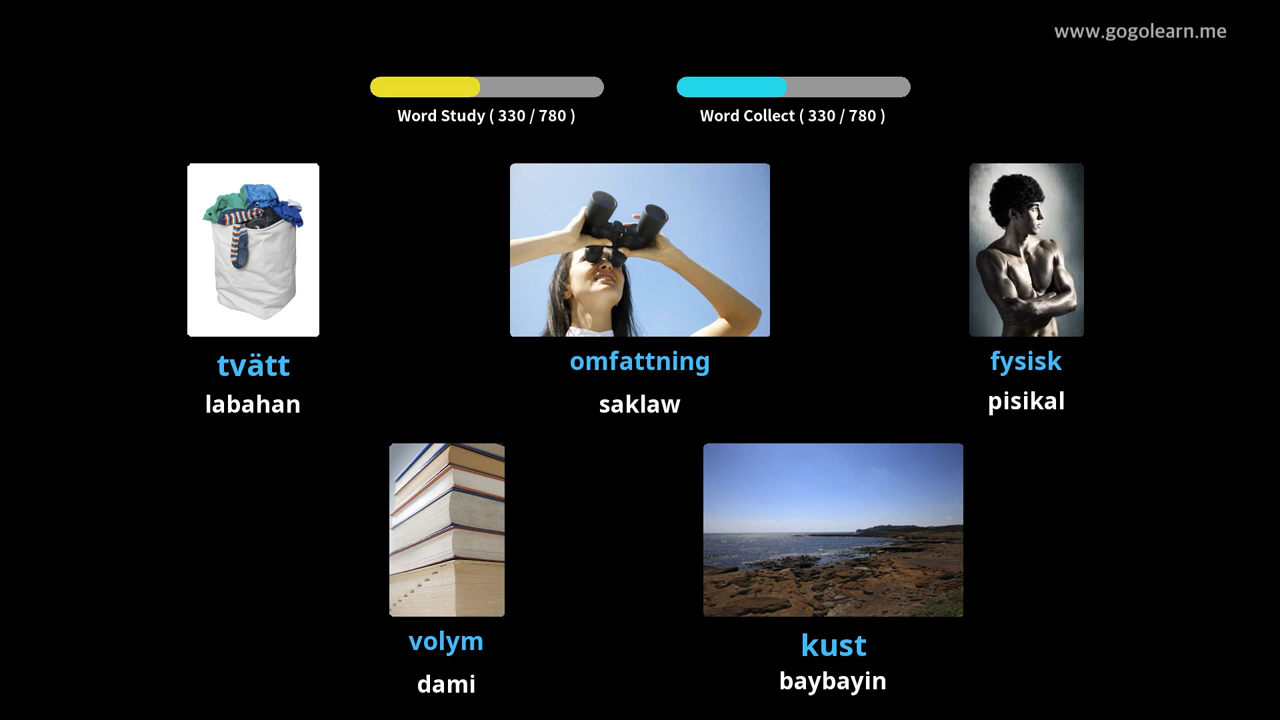 www.gogolearn.me
Word Study ( 330 / 780 )
Word Collect ( 330 / 780 )
tvätt
labahan
omfattning
saklaw
fysisk
pisikal
volym
dami
kust
baybayin